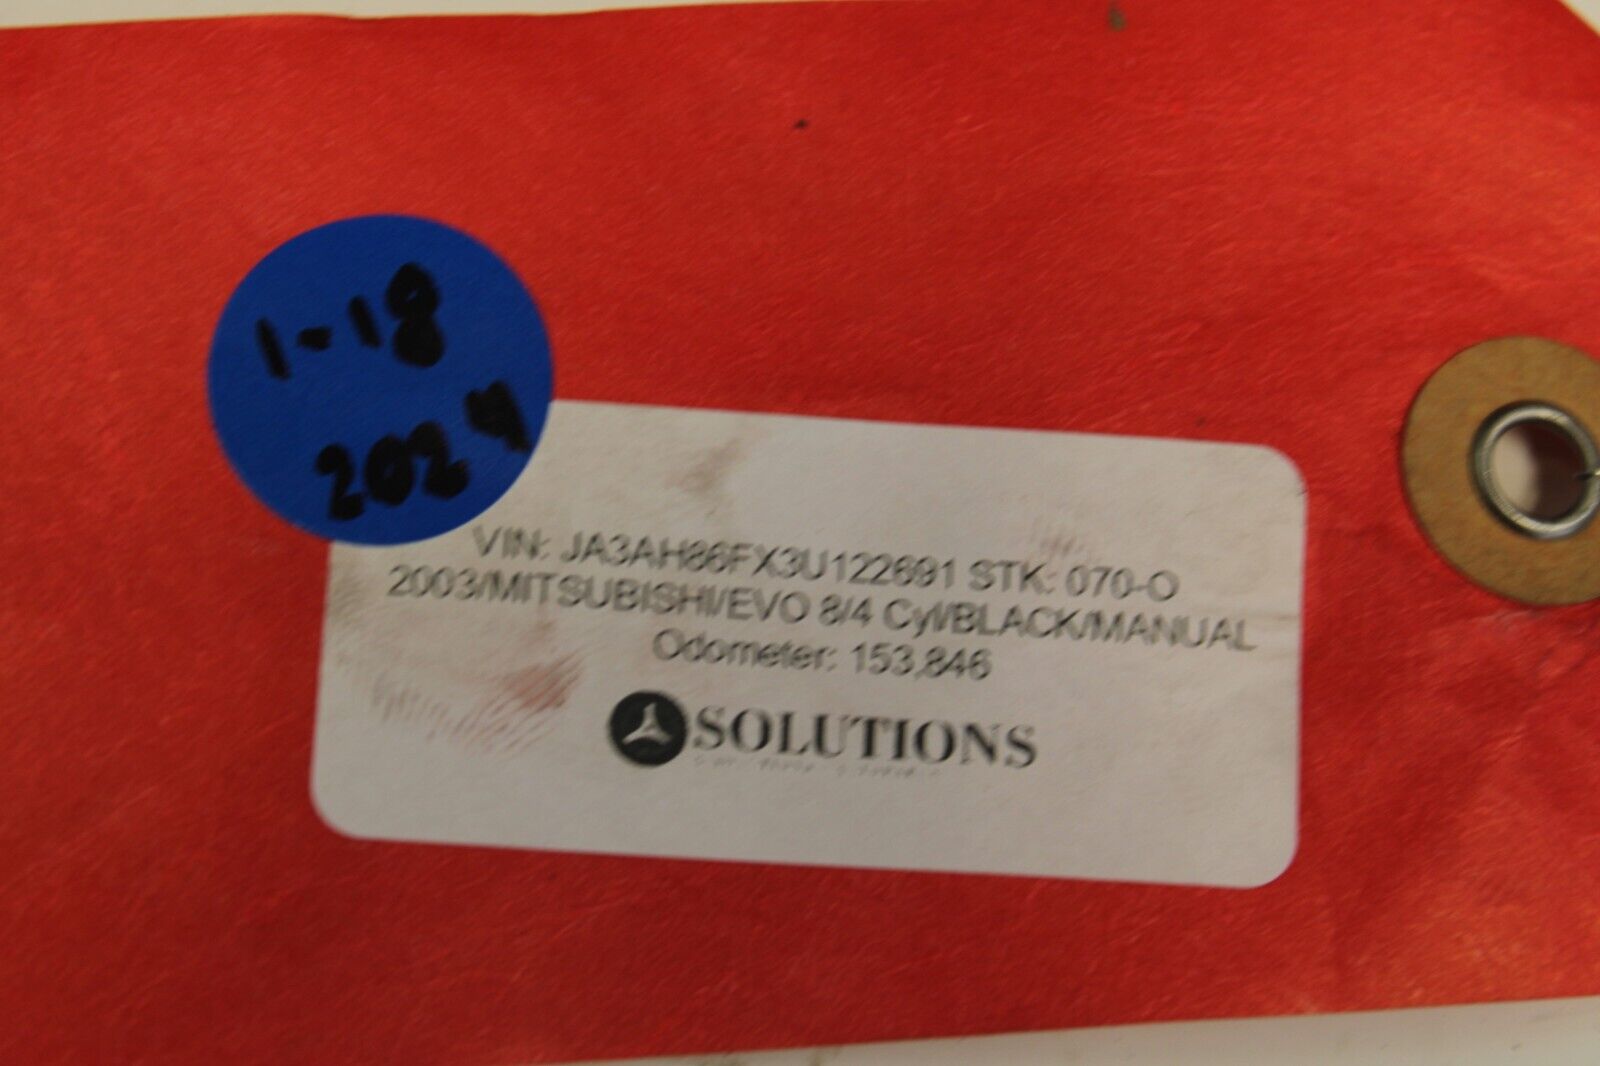 1-18
2024
VIN: JA3AH86FX3U122691 STK: 070-O
2003/MITSUBISHI/EVO 8/4 Cyl/BLACK/MANUAL
Odometer: 153,846
SOLUTIONS